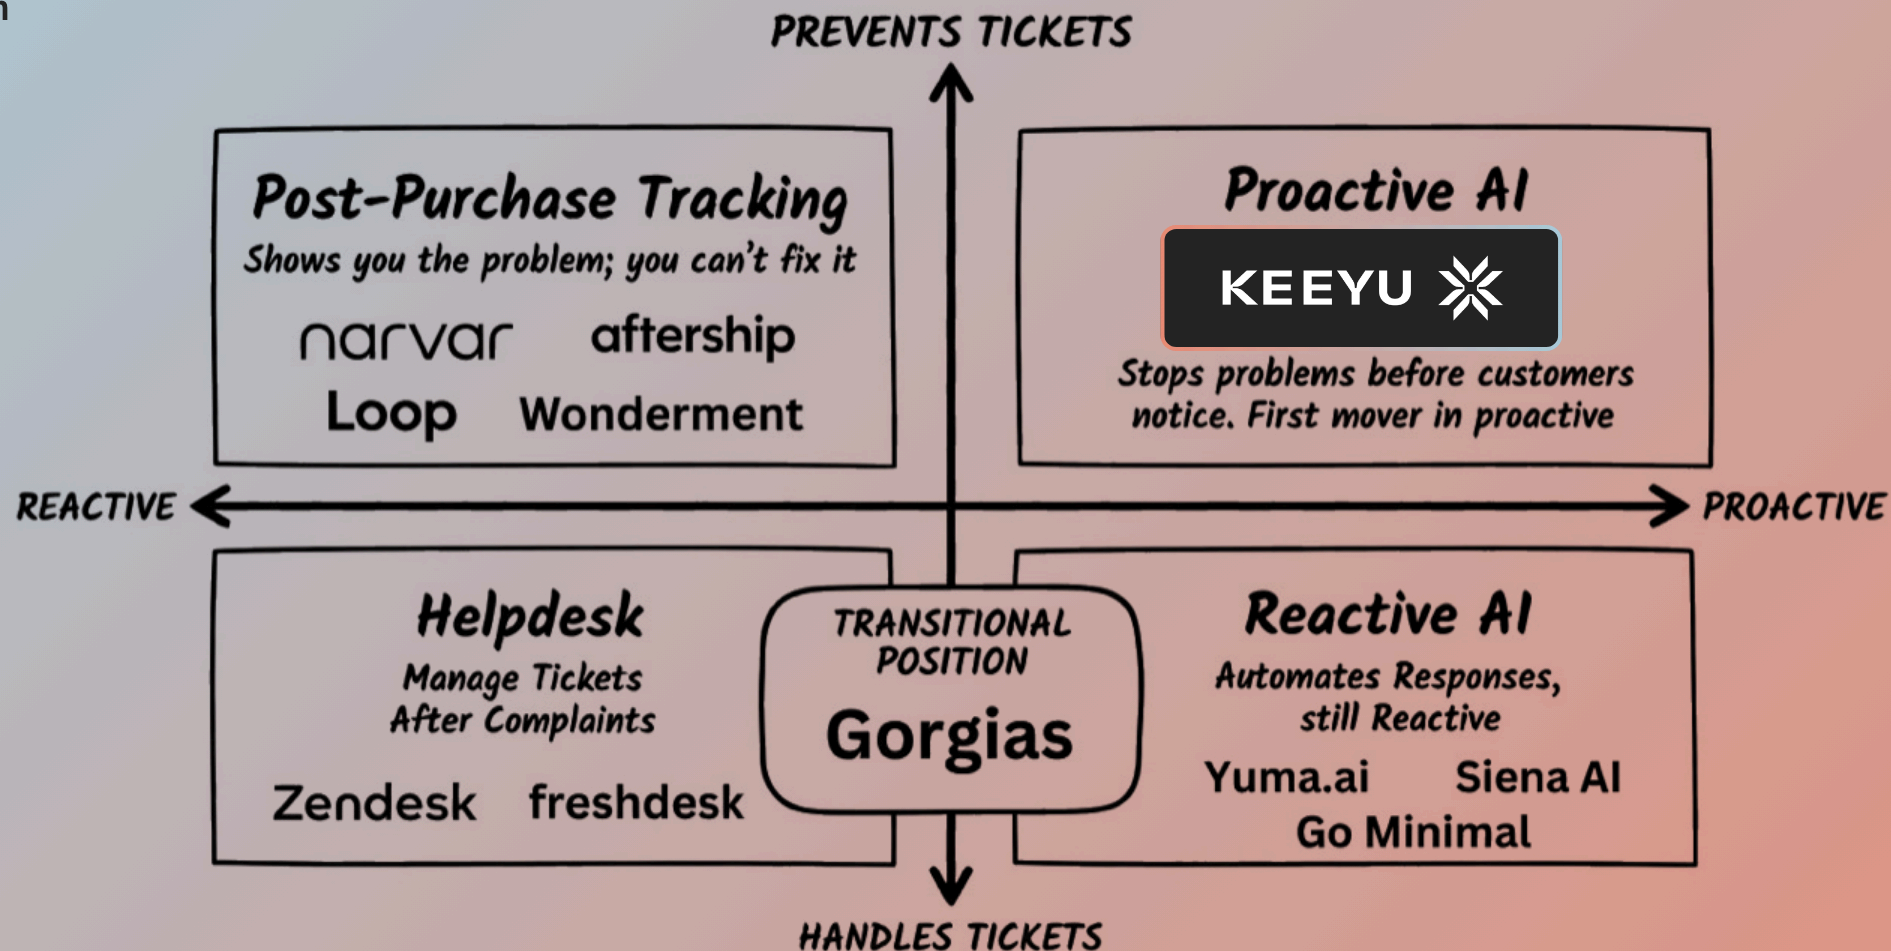 n
PREVENTS TICKETS
Post-Purchase Tracking
Shows you the problem; you can't fix it
narvar aftership
Loop Wonderment
Proactive AI
KEEYU
Stops problems before customers
notice. First mover in proactive
REACTIVE
PROACTIVE
Helpdesk
Manage Tickets
After Complaints
Zendesk freshdesk
TRANSITIONAL
POSITION
Gorgias
Reactive AI
Automates Responses,
still Reactive
Yuma.ai Siena AI
Go Minimal
HANDLES TICKETS